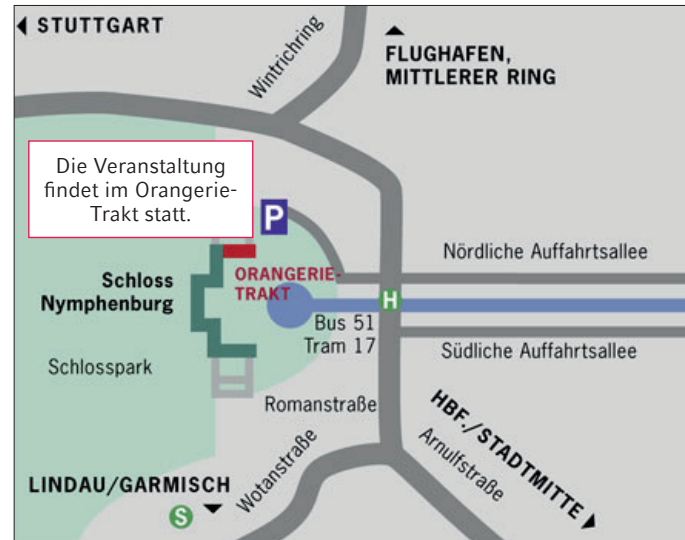 STUTTGART
Wintrichring
FLUGHAFEN,
MITTLERER RING
Die Veranstaltung
findet im Orangerie-
Trakt statt.
P
Nördliche Auffahrtsallee
ORANGERIE-
TRAKT
Schloss
Nymphenburg
H
Bus 51
Tram 17
Südliche Auffahrtsallee
Schlosspark
Romanstraße
HBF./STADTMITTE
Arnulfstraße
Wotanstraße
LINDAU/GARMISCH
S